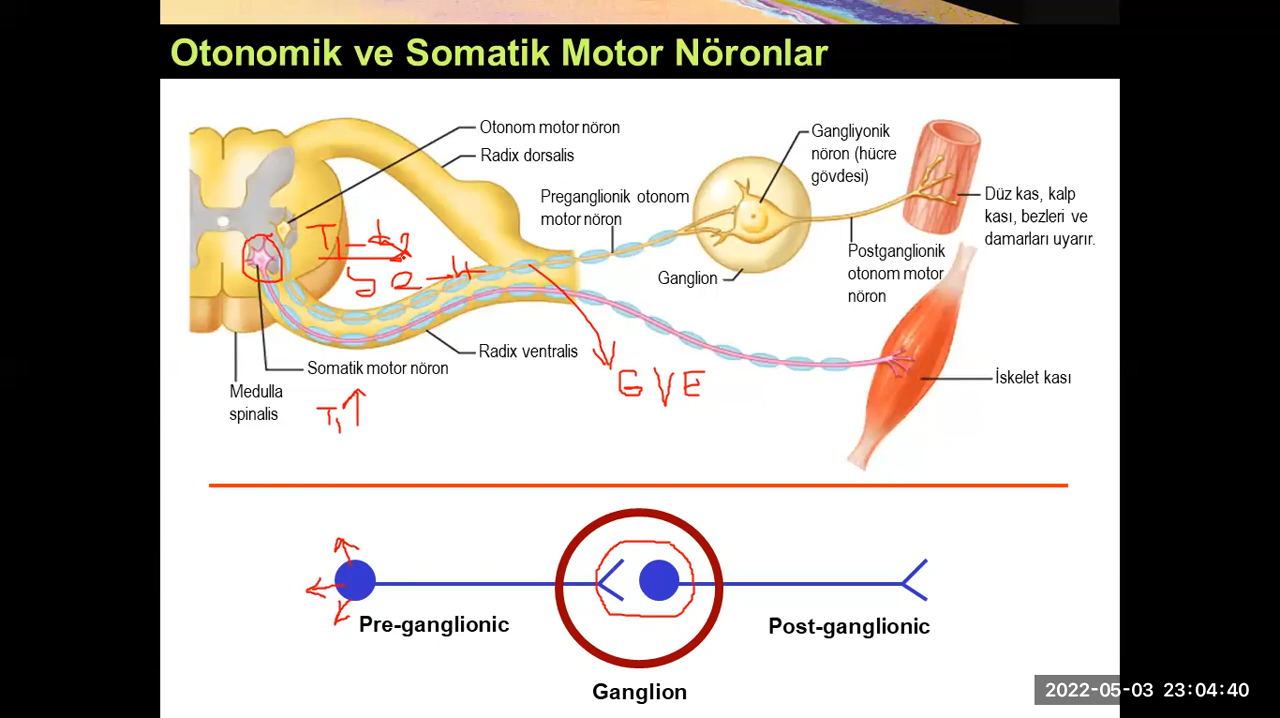 Otonomik ve Somatik Motor Nöronlar
Otonom motor nöron
Radix dorsalis
Preganglionik otonom
motor nöron
Gangliyonik
nöron (hücre
gövdesi)
Düz kas, kalp
kası, bezleri ve
damarları uyarır.
Ganglion
Postganglionik
otonom motor
nöron
Radix ventralis
Somatik motor nöron
Medulla
spinalis
İskelet kası
T1
GVE
T1
Pre-ganglionic
Post-ganglionic
Ganglion
2022-05-03 23:04:40